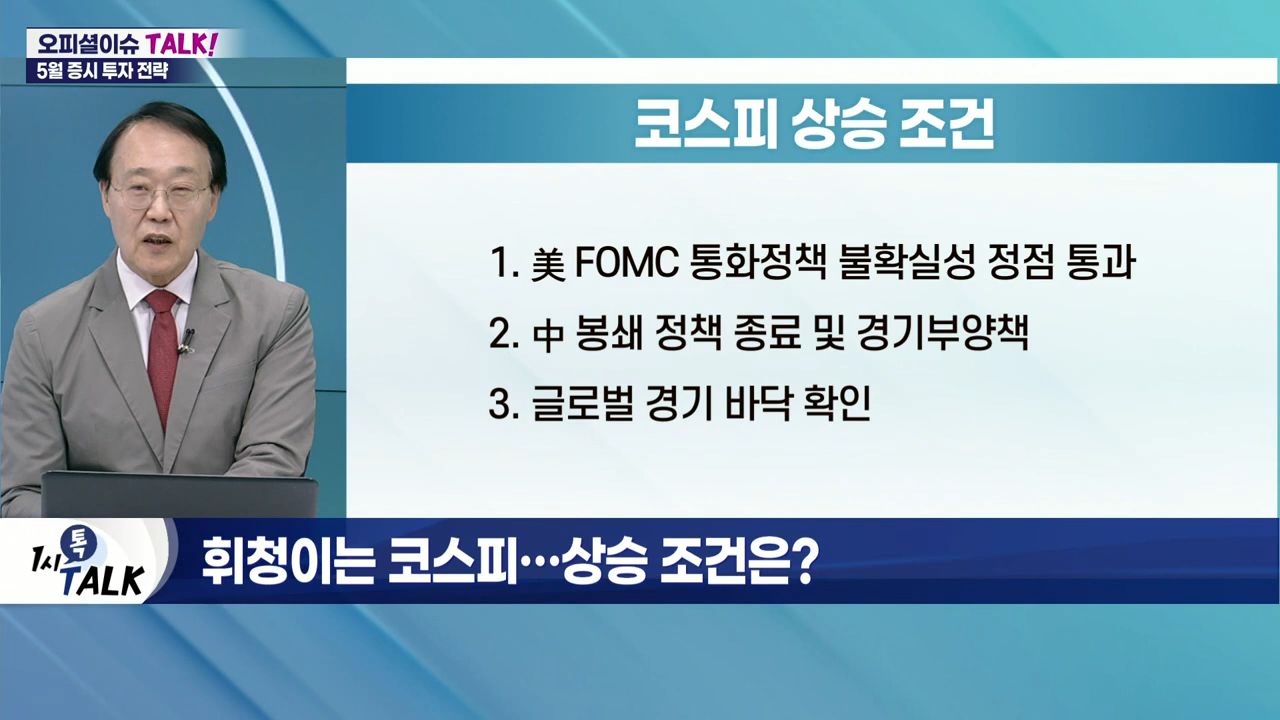 오피셜이슈 TALK!
5월 증시 투자 전략
코스피 상승 조건
1. 美 FOMC 통화정책 불확실성 정점 통과
2. 中 봉쇄 정책 종료 및 경기부양책
3. 글로벌 경기 바닥 확인
1시 톡 TALK
휘청이는 코스피…상승 조건은?